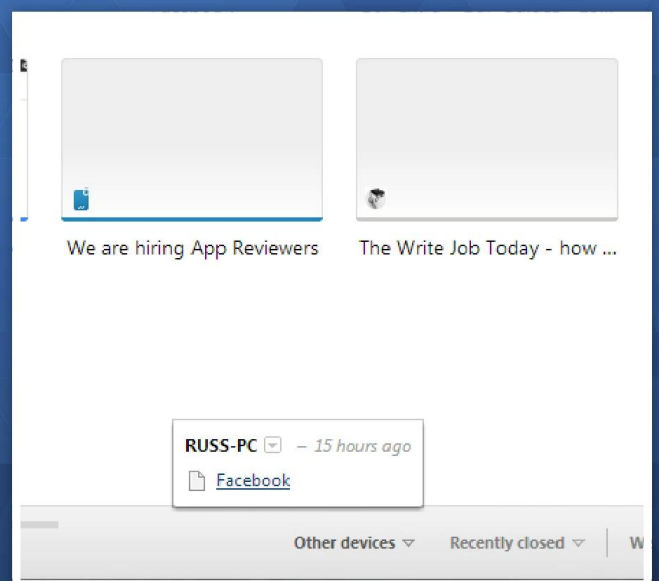 We are hiring App Reviewers
The Write Job Today - how ...
RUSS-PC – 15 hours ago
Facebook
Other devices Recently closed